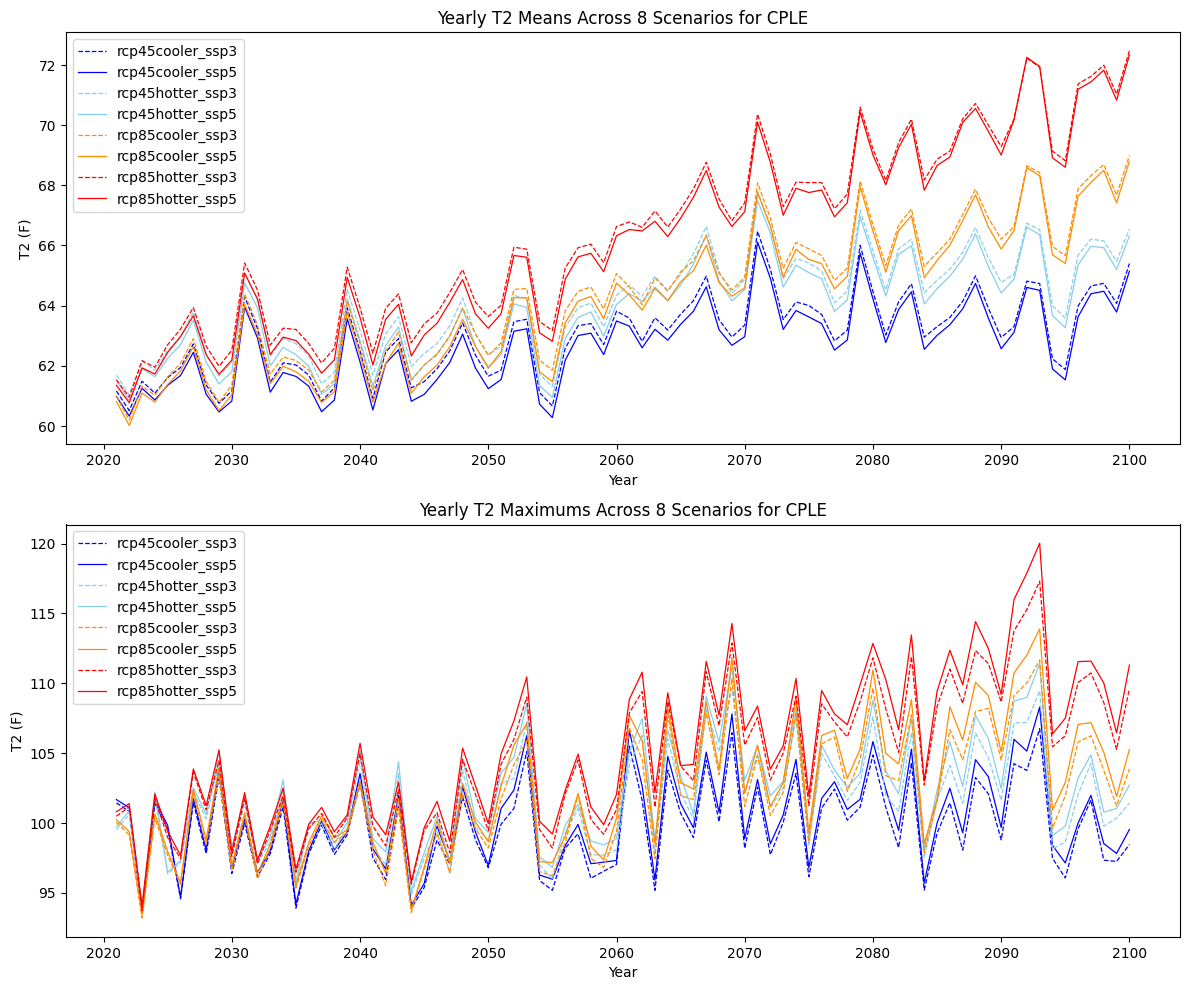 Yearly T2 Means Across 8 Scenarios for CPLE
rcp45cooler_ssp3
rcp45cooler_ssp5
rcp45hotter_ssp3
rcp45hotter_ssp5
rcp85cooler_ssp3
rcp85cooler_ssp5
rcp85hotter_ssp3
rcp85hotter_ssp5
72
70
68
66
64
62
60
T2 (F)
2020 2030 2040 2050 2060 2070 2080 2090 2100
Year
Yearly T2 Maximums Across 8 Scenarios for CPLE
rcp45cooler_ssp3
rcp45cooler_ssp5
rcp45hotter_ssp3
rcp45hotter_ssp5
rcp85cooler_ssp3
rcp85cooler_ssp5
rcp85hotter_ssp3
rcp85hotter_ssp5
120
115
110
105
100
95
T2 (F)
2020 2030 2040 2050 2060 2070 2080 2090 2100
Year